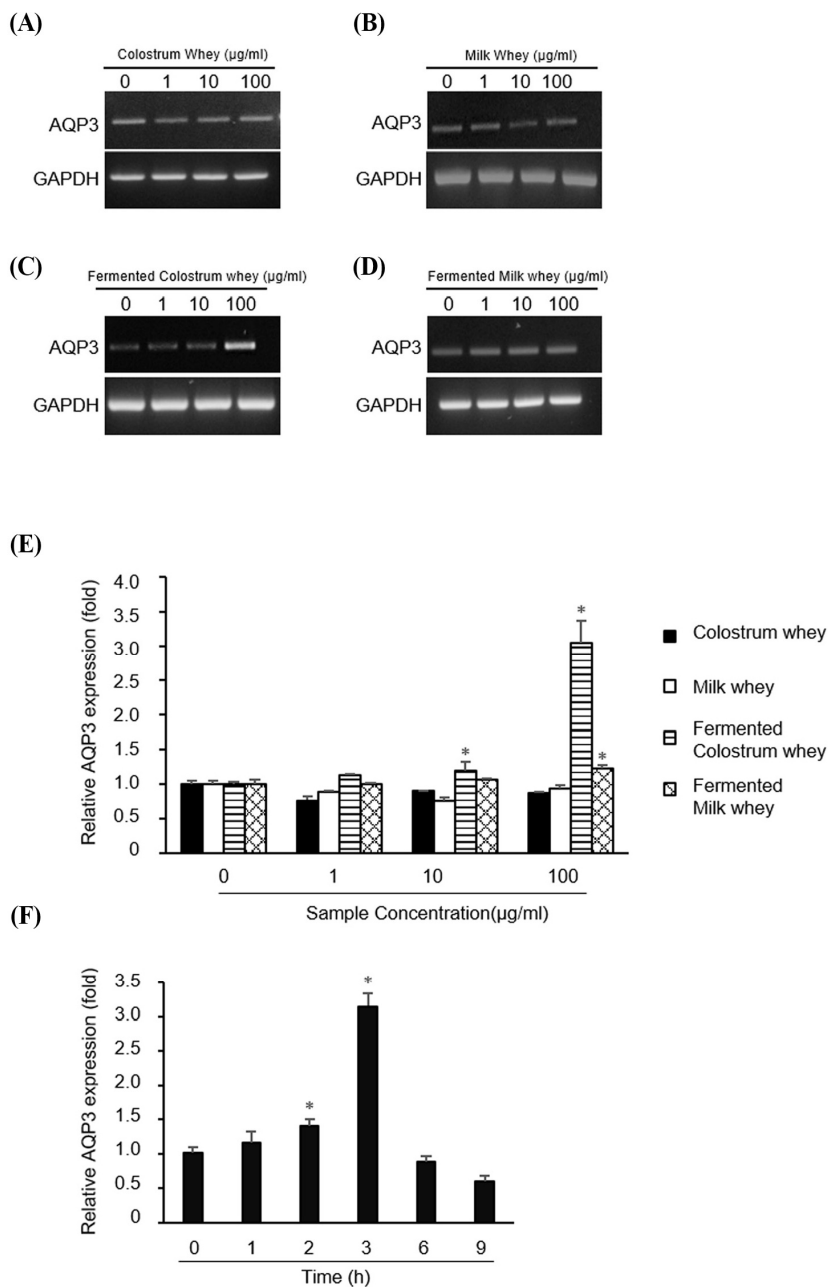 (A)
Colostrum Whey (µg/ml)
0 1 10 100
AQP3
GAPDH
(B)
Milk Whey (µg/ml)
0 1 10 100
AQP3
GAPDH
(C)
Fermented Colostrum whey (µg/ml)
0 1 10 100
AQP3
GAPDH
(D)
Fermented Milk whey (µg/ml)
0 1 10 100
AQP3
GAPDH
(E)
Relative AQP3 expression (fold)
4.0
3.5
3.0
2.5
2.0
1.5
1.0
0.5
0
* * *
0 1 10 100
Sample Concentration(µg/ml)
Colostrum whey
Milk whey
Fermented
Colostrum whey
Fermented
Milk whey
(F)
Relative AQP3 expression (fold)
3.5
3.0
2.5
2.0
1.5
1.0
0.5
0
* *
0 1 2 3 6 9
Time (h)